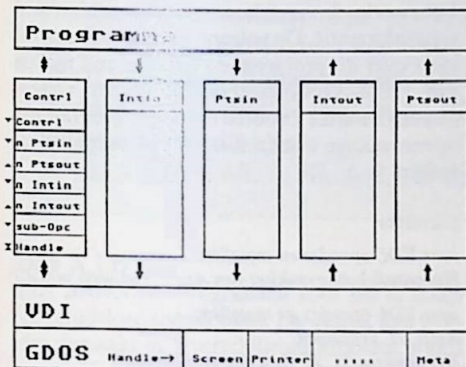 Programma
Contrl Intin Ptsin Intout Ptsout
Contrl
n Ptsin
n Ptsout
n Intin
n Intout
sub-Opc
Handle
VDI
GDOS Handle→ Screen Printer ..... Meta